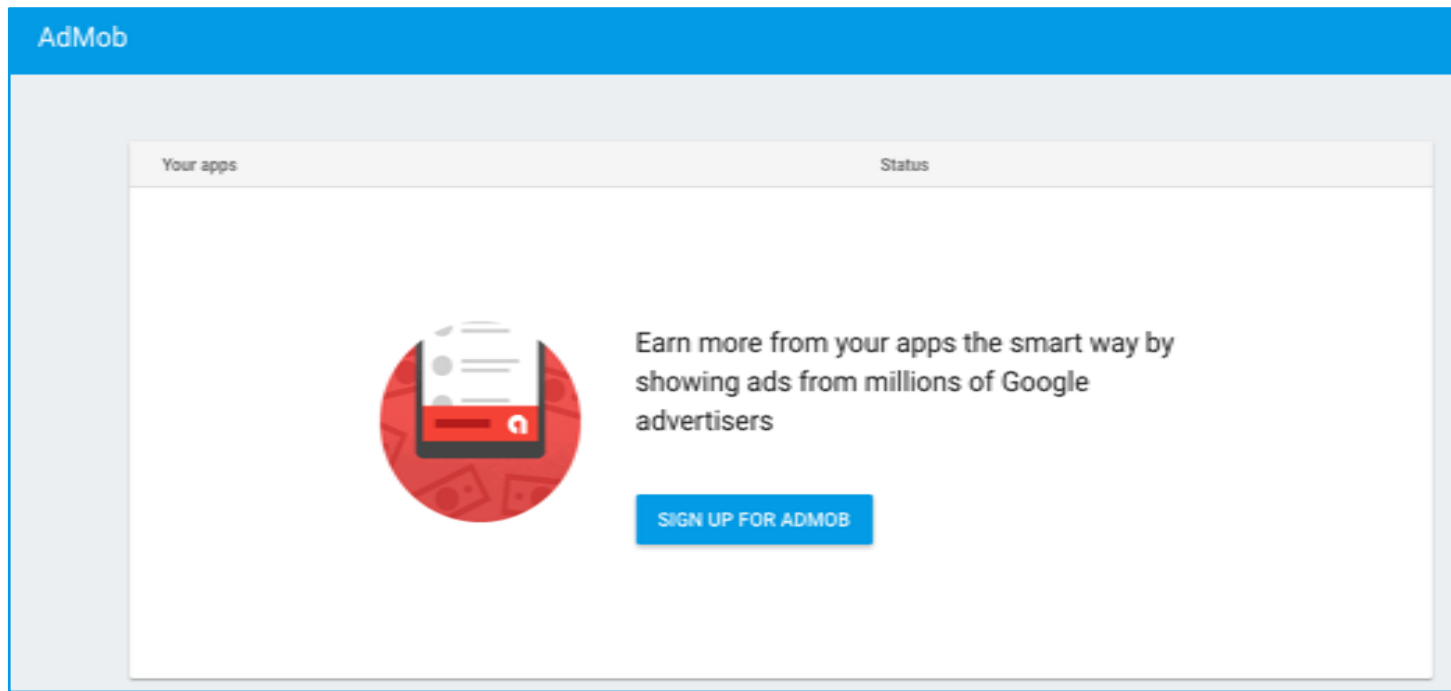 AdMob
Your apps
Status
Earn more from your apps the smart way by
showing ads from millions of Google
advertisers
SIGN UP FOR ADMOB